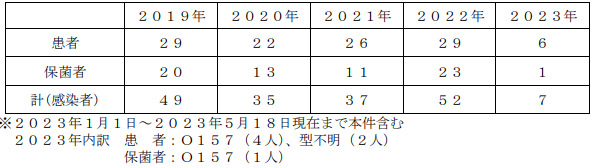 ２０１９年 ２０２０年 ２０２１年 ２０２２年 ２０２３年
患者 ２９ ２２ ２６ ２９ ６
保菌者 ２０ １３ １１ ２３ １
計（感染者） ４９ ３５ ３７ ５２ ７
※２０２３年１月１日～２０２３年５月１８日現在まで本件含む
２０２３年内訳 患 者：Ｏ１５７（４人）、型不明（２人）
保菌者：Ｏ１５７（１人）